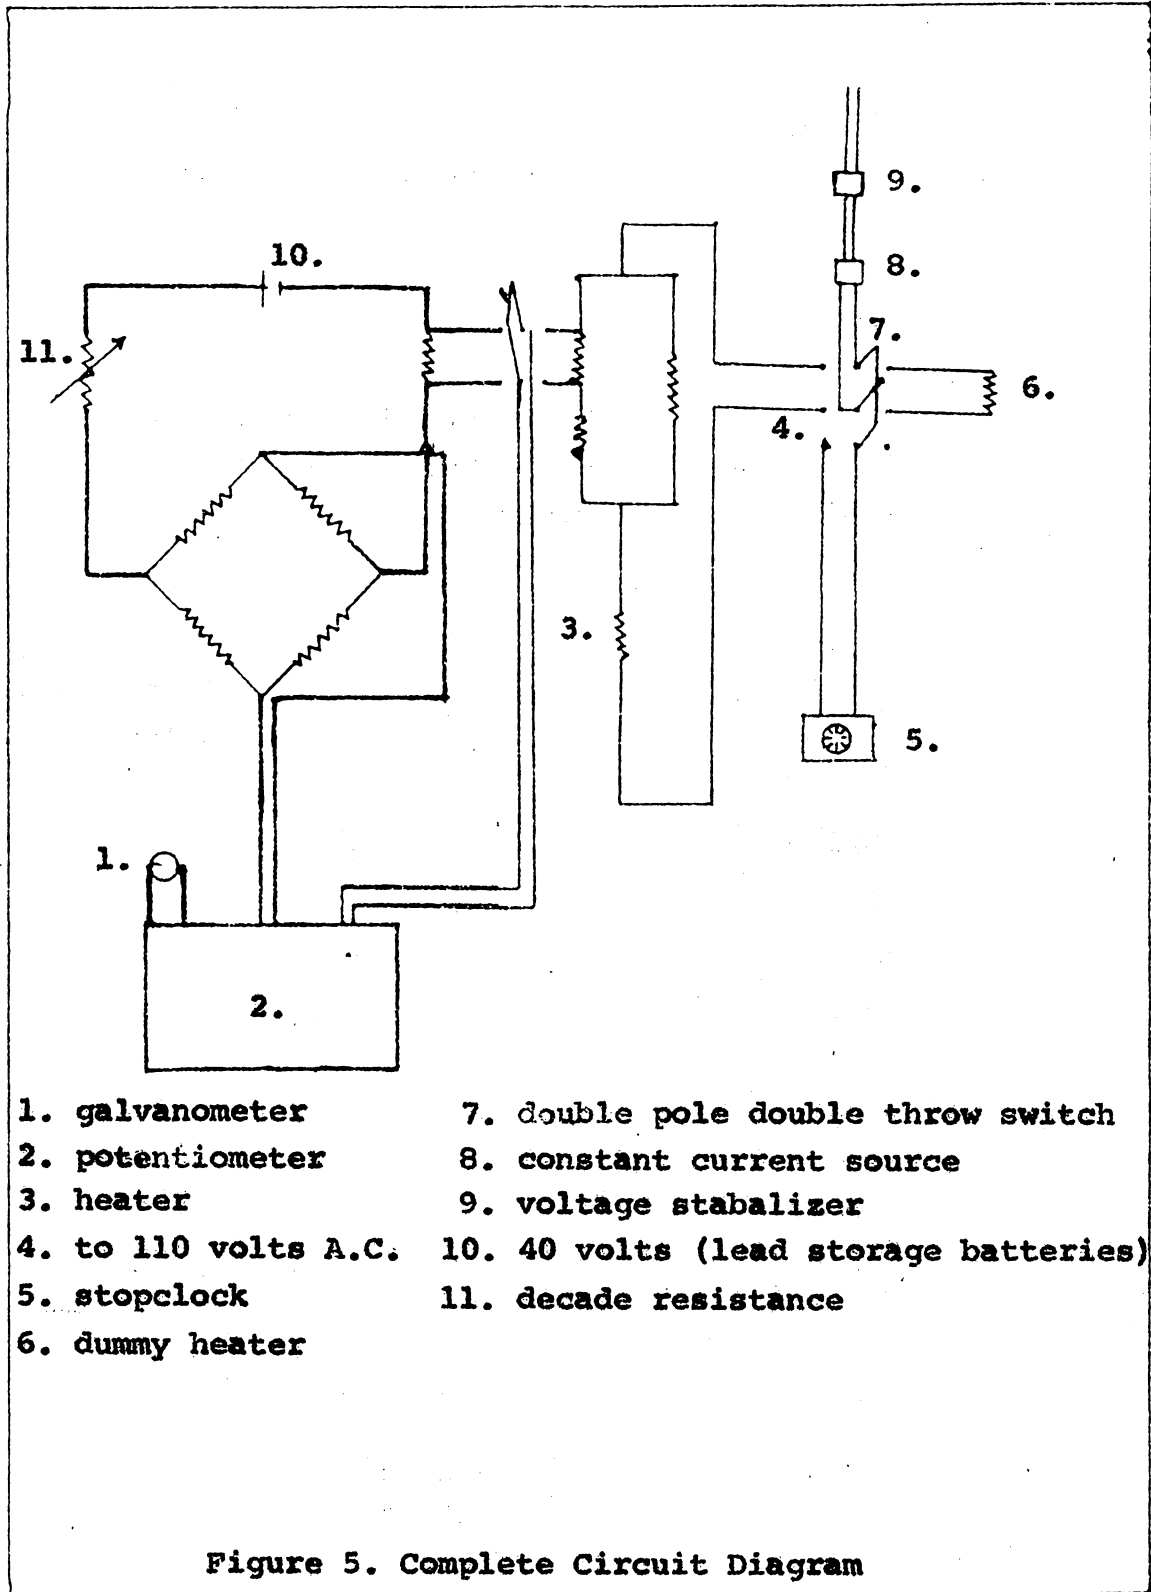 9.
8.
10.
7.
11.
6.
4.
3.
5.
1.
2.
1. galvanometer
2. potentiometer
3. heater
4. to 110 volts A.C.
5. stopclock
6. dummy heater
7. double pole double throw switch
8. constant current source
9. voltage stabalizer
10. 40 volts (lead storage batteries)
11. decade resistance
Figure 5. Complete Circuit Diagram